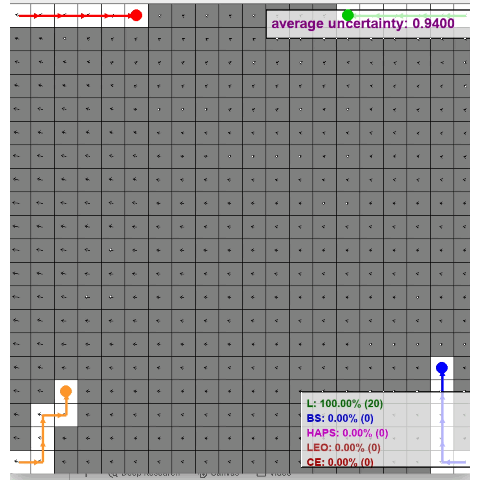 average uncertainty: 0.9400
L: 100.00% (20)
BS: 0.00% (0)
HAPS: 0.00% (0)
LEO: 0.00% (0)
CE: 0.00% (0)